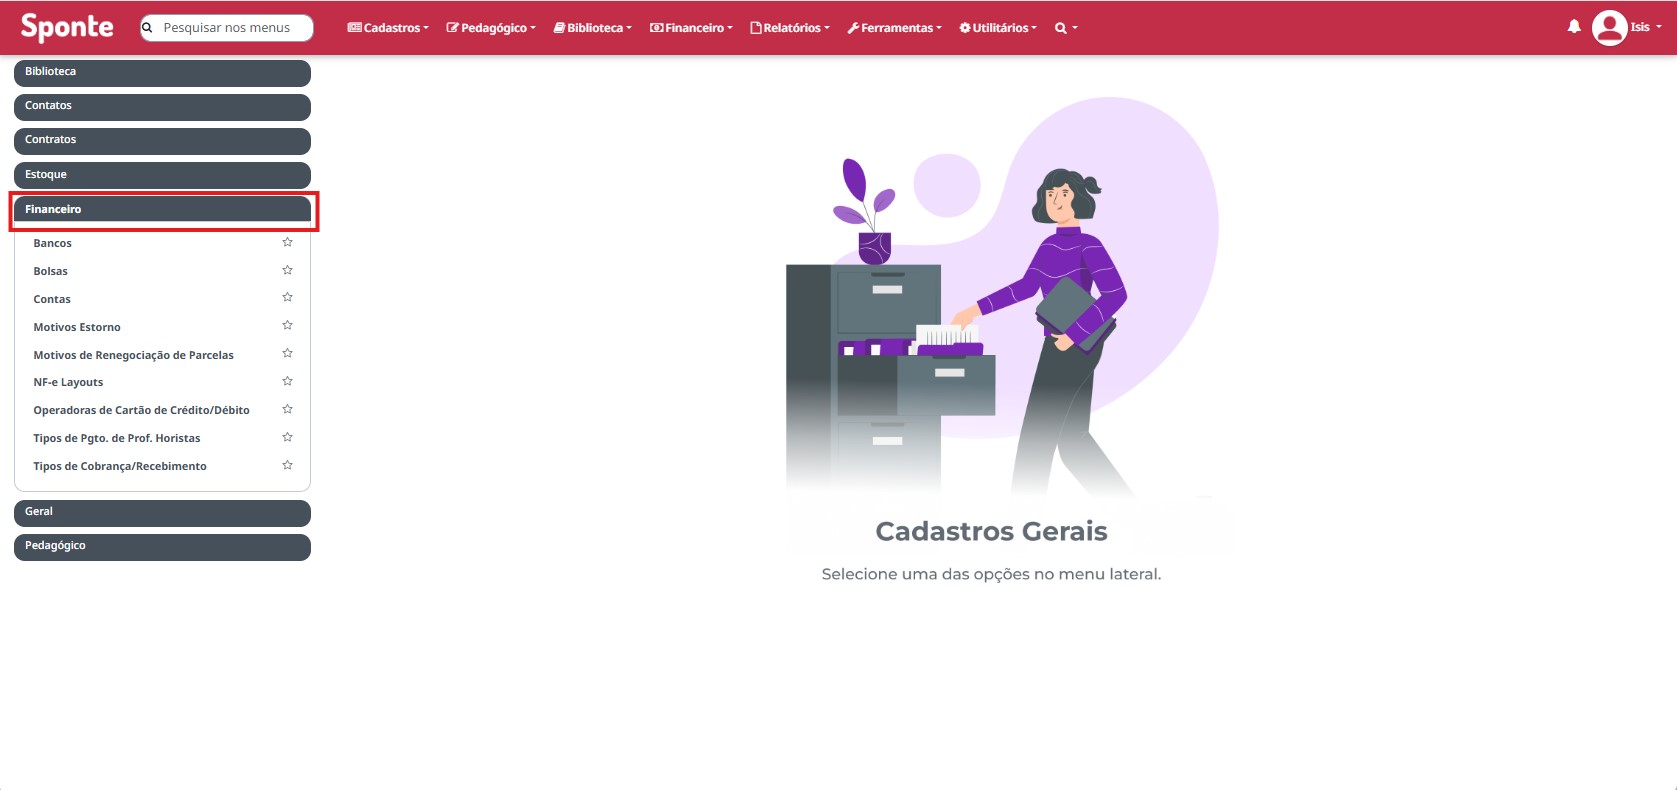 Sponte
Pesquisar nos menus
Cadastros
Pedagógico
Biblioteca
Financeiro
Relatórios
Ferramentas
Utilitários
Isis
Biblioteca
Contatos
Contratos
Estoque
Financeiro
Bancos
Bolsas
Contas
Motivos Estorno
Motivos de Renegociação de Parcelas
NF-e Layouts
Operadoras de Cartão de Crédito/Débito
Tipos de Pgto. de Prof. Horistas
Tipos de Cobrança/Recebimento
Geral
Pedagógico
Cadastros Gerais
Selecione uma das opções no menu lateral.